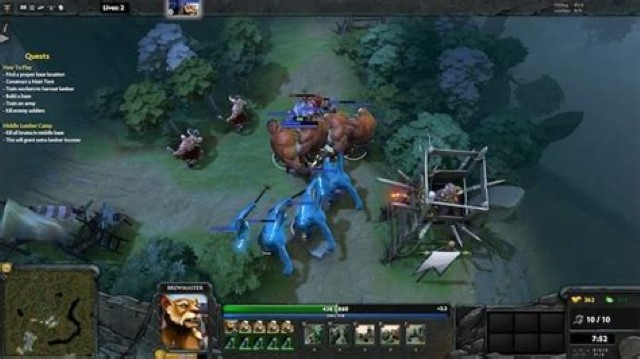 Lives: 2
Quests
How To Play
- Find a proper base location
- Construct a Main Tent
- Train workers to harvest lumber
- Build a base
- Train an army
- Kill enemy soldiers
Middle Lumber Camp
- Kill all brutes in middle base
- This will grant extra lumber income
BREWMASTER
362
10 / 10
7:52